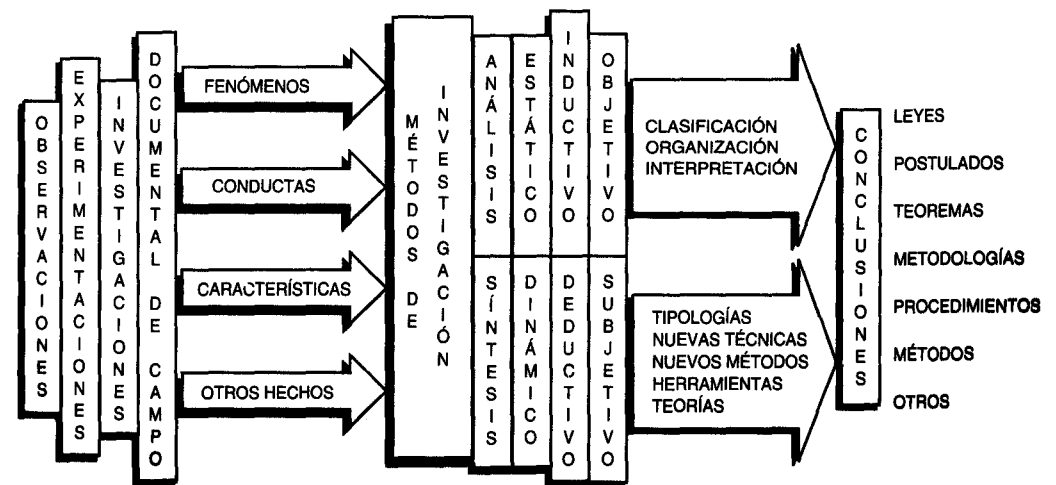 OBSERVACIONES
EXPERIMENTACIONES
INVESTIGACIONES
DOCUMENTAL DE CAMPO
FENÓMENOS
CONDUCTAS
CARACTERÍSTICAS
OTROS HECHOS
MÉTODOS DE
INVESTIGACIÓN
ANÁLISIS
ESTÁTICO
INDUCTIVO
OBJETIVO
SÍNTESIS
DINÁMICO
DEDUCTIVO
SUBJETIVO
CLASIFICACIÓN
ORGANIZACIÓN
INTERPRETACIÓN
TIPOLOGÍAS
NUEVAS TÉCNICAS
NUEVOS MÉTODOS
HERRAMIENTAS
TEORÍAS
CONCLUSIONES
LEYES
POSTULADOS
TEOREMAS
METODOLOGÍAS
PROCEDIMIENTOS
MÉTODOS
OTROS